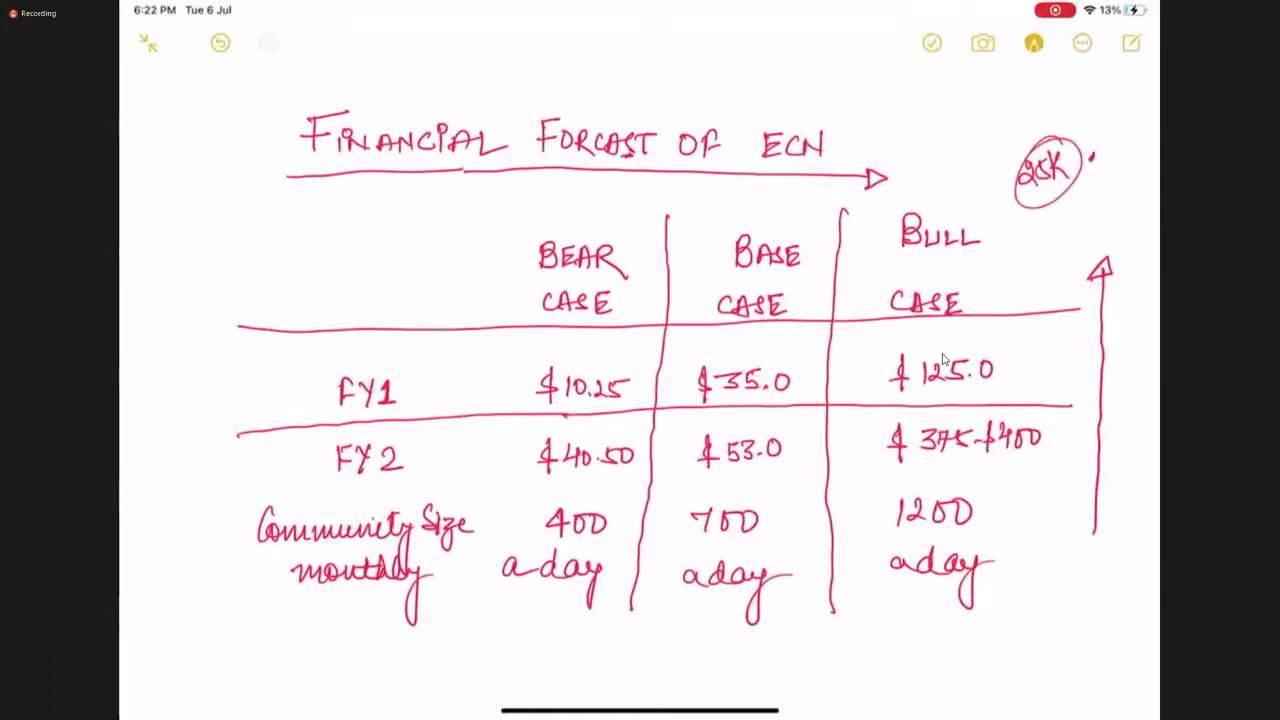 Recording
6:22 PM Tue 6 Jul
13%
FINANCIAL FORCAST OF ECN
25K
BEAR CASE
BASE CASE
BULL CASE
FY1 $10.25 $35.0 $125.0
FY2 $40.50 $53.0 $375-$400
Community Size monthly
400 a day
700 a day
1200 a day